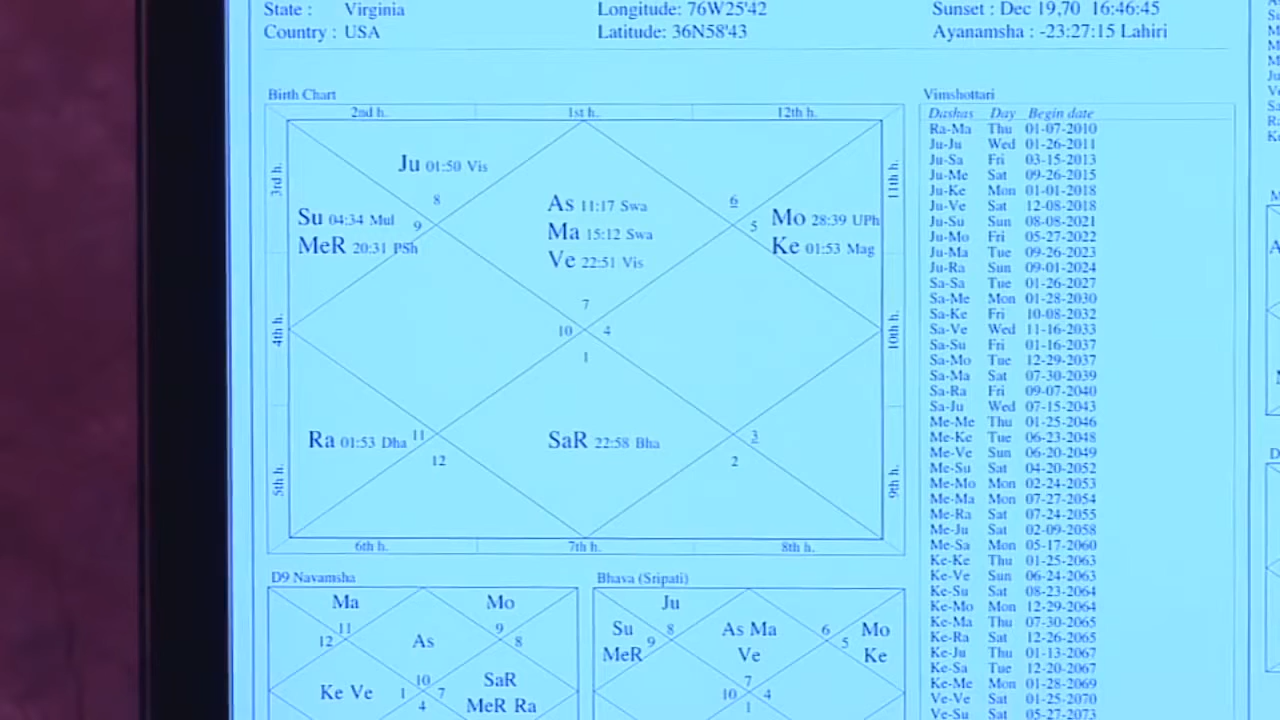 State : Virginia
Longitude: 76W25'42
Sunset : Dec 19,70 16:46:45
Country : USA
Latitude: 36N58'43
Ayanamsha : -23:27:15 Lahiri
Birth Chart
2nd h. 1st h. 12th h.
3rd h.
11th h.
Ju 01:50 Vis
8
Su 04:34 Mul
9
MeR 20:31 PSh
As 11:17 Swa
Ma 15:12 Swa
Ve 22:51 Vis
6
5
Mo 28:39 UPh
Ke 01:53 Mag
7
10 4
1
4th h.
10th h.
Ra 01:53 Dha 11
12
SaR 22:58 Bha
3
2
5th h.
9th h.
6th h. 7th h. 8th h.
Vimshottari
Dashas Day Begin date
Ra-Ma Thu 01-07-2010
Ju-Ju Wed 01-26-2011
Ju-Sa Fri 03-15-2013
Ju-Me Sat 09-26-2015
Ju-Ke Mon 01-01-2018
Ju-Ve Sat 12-08-2018
Ju-Su Sun 08-08-2021
Ju-Mo Fri 05-27-2022
Ju-Ma Tue 09-26-2023
Ju-Ra Sun 09-01-2024
Sa-Sa Tue 01-26-2027
Sa-Me Mon 01-28-2030
Sa-Ke Fri 10-08-2032
Sa-Ve Wed 11-16-2033
Sa-Su Fri 01-16-2037
Sa-Mo Tue 12-29-2037
Sa-Ma Sat 07-30-2039
Sa-Ra Fri 09-07-2040
Sa-Ju Wed 07-15-2043
Me-Me Thu 01-25-2046
Me-Ke Tue 06-23-2048
Me-Ve Sun 06-20-2049
Me-Su Sat 04-20-2052
Me-Mo Mon 02-24-2053
Me-Ma Mon 07-27-2054
Me-Ra Sat 07-24-2055
Me-Ju Sat 02-09-2058
Me-Sa Mon 05-17-2060
Ke-Ke Thu 01-25-2063
Ke-Ve Sun 06-24-2063
Ke-Su Sat 08-23-2064
Ke-Mo Mon 12-29-2064
Ke-Ma Thu 07-30-2065
Ke-Ra Sat 12-26-2065
Ke-Ju Thu 01-13-2067
Ke-Sa Tue 12-20-2067
Ke-Me Mon 01-28-2069
Ve-Ve Sat 01-25-2070
Ve-Su Sat 05-27-2073
D9 Navamsha
Ma
Mo
11
12
As
9
8
Ke Ve
10
1 7
4
SaR
MeR Ra
Bhava (Sripati)
Ju
Su
8
9
MeR
As Ma
Ve
6
5
Mo
Ke
7
10 4
1